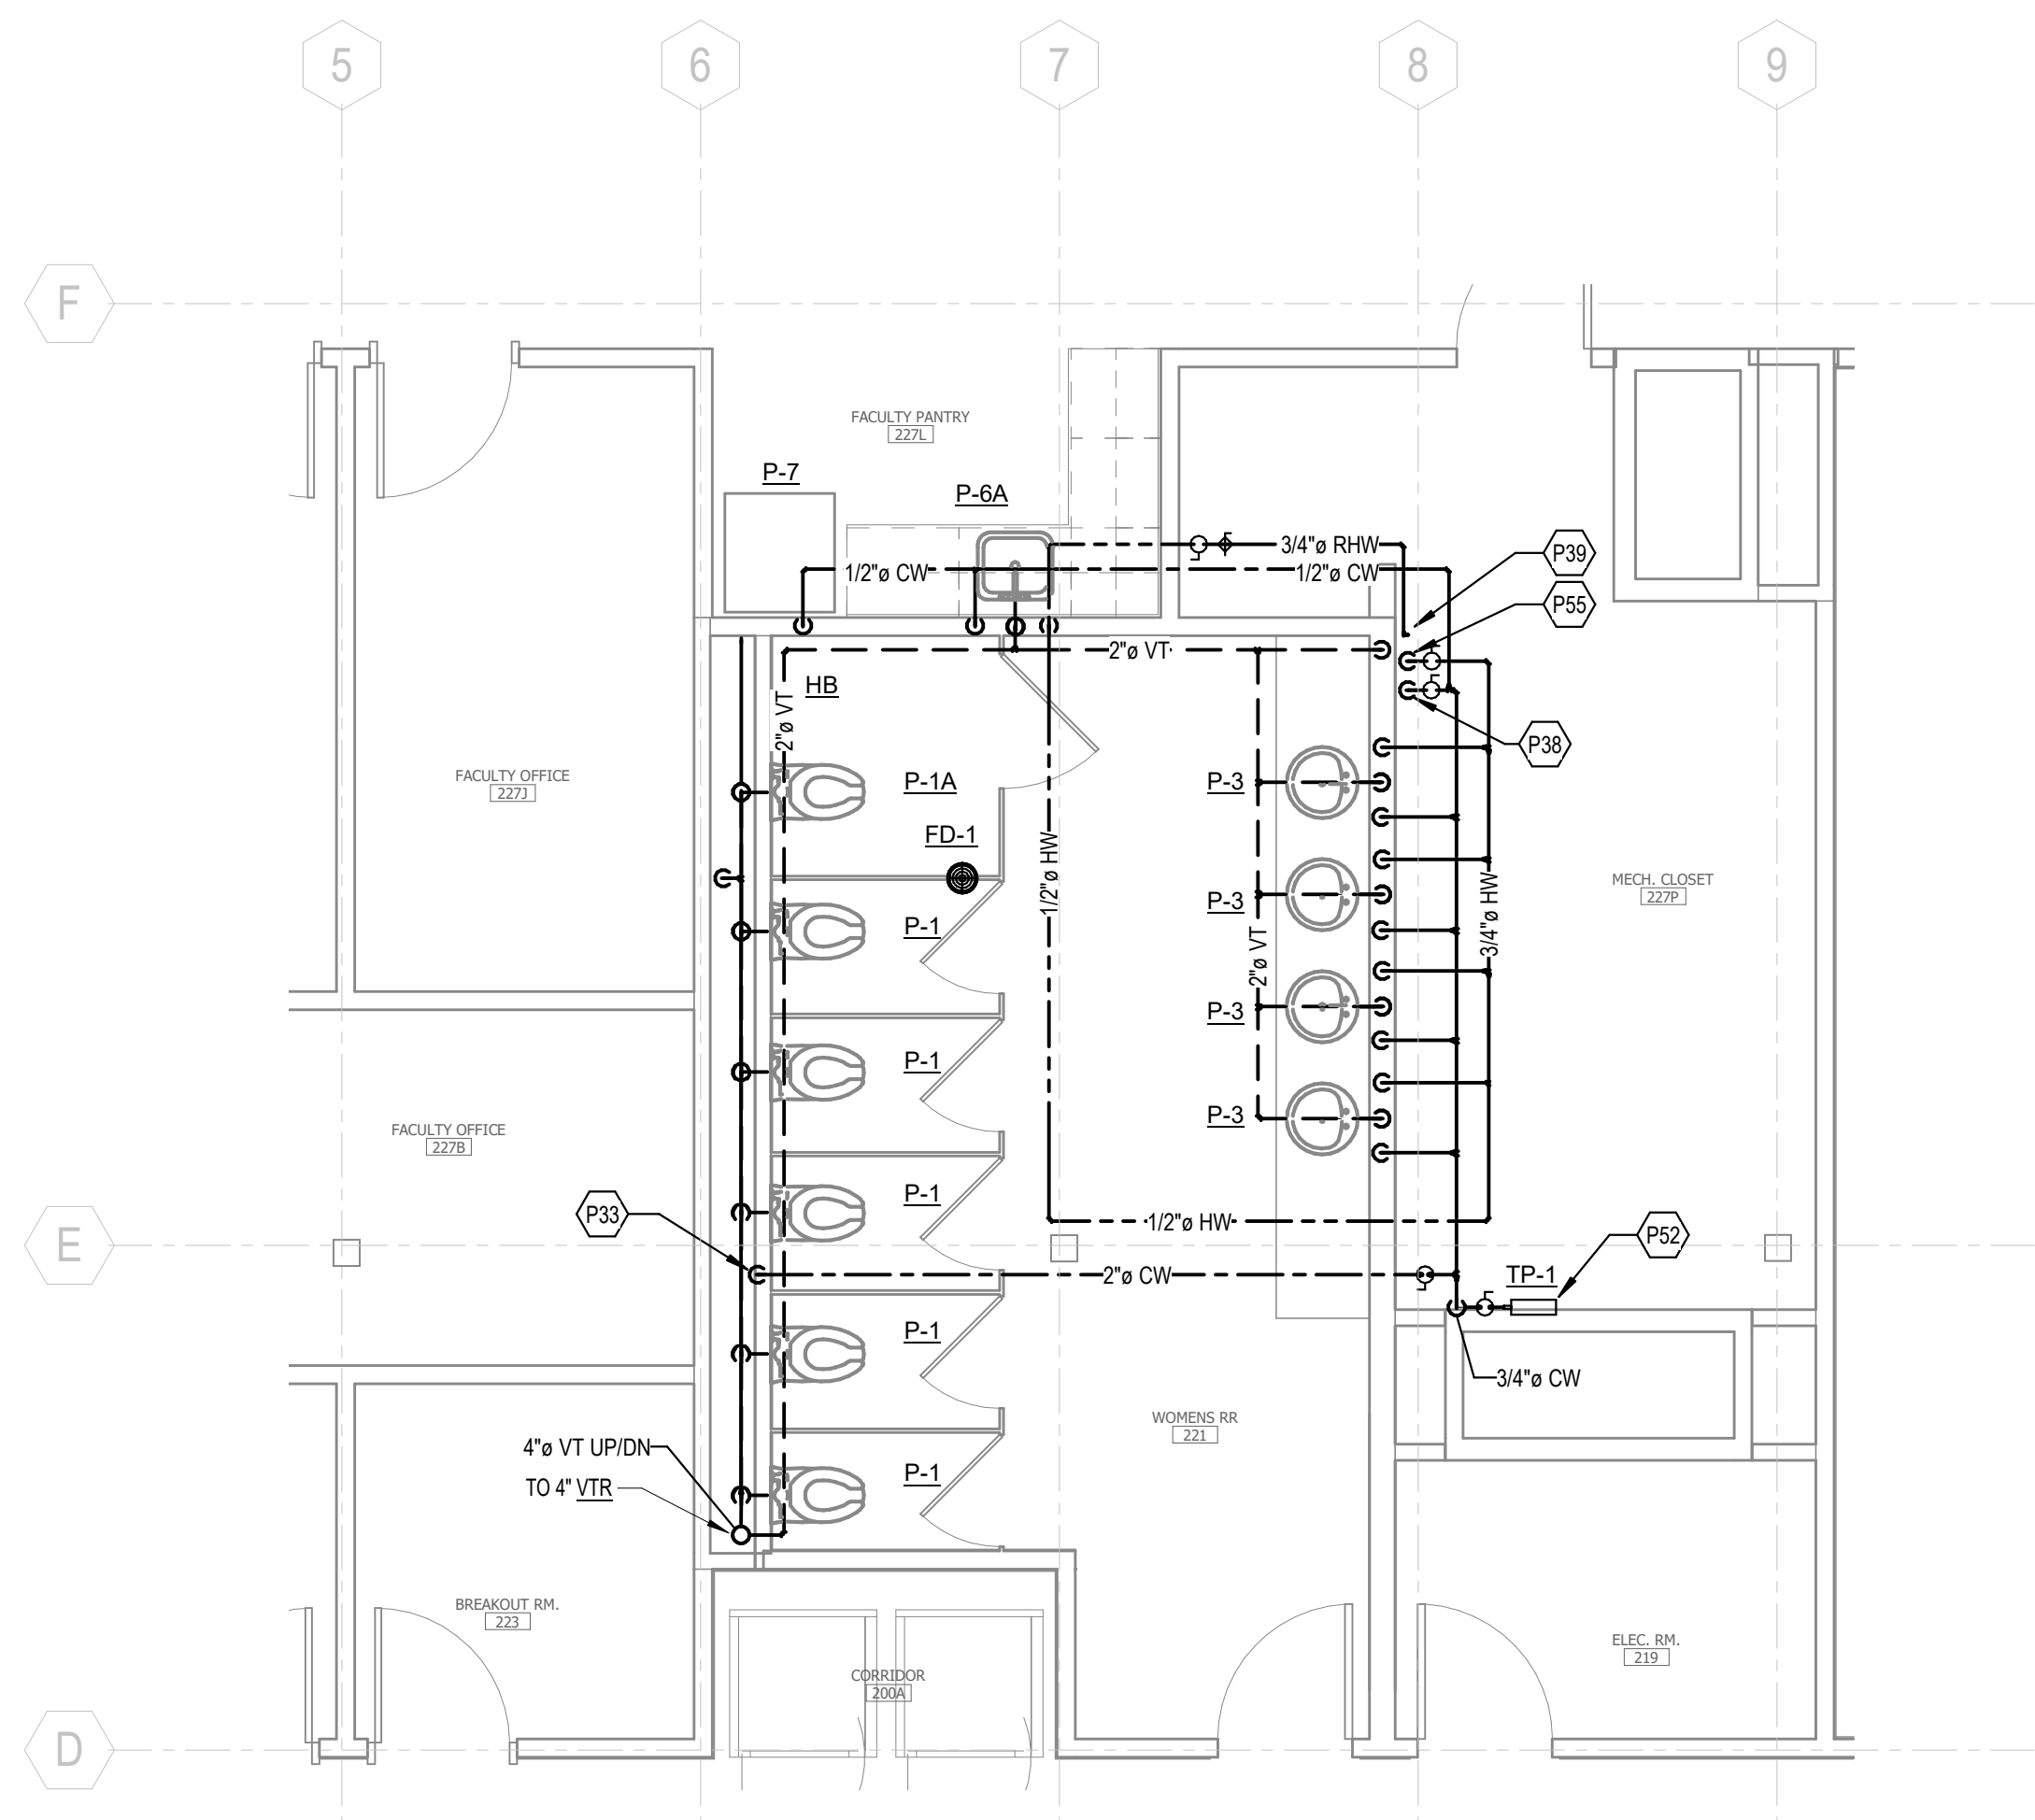 5
6
7
8
9
F
FACULTY PANTRY
227L
P-7
P-6A
3/4"ø RHW
P39
1/2"ø CW
1/2"ø CW
P55
2"ø VT
HB
2"ø VT
P38
FACULTY OFFICE
227J
P-1A
P-3
FD-1
1/2"ø HW
MECH. CLOSET
227P
P-3
P-1
3/4"ø HW
2"ø VT
P-3
P-1
FACULTY OFFICE
227B
P-3
P-1
P33
1/2"ø HW
P52
E
2"ø CW
TP-1
P-1
3/4"ø CW
WOMENS RR
221
4"ø VT UP/DN
P-1
TO 4" VTR
BREAKOUT RM.
223
ELEC. RM.
219
CORRIDOR
200A
D